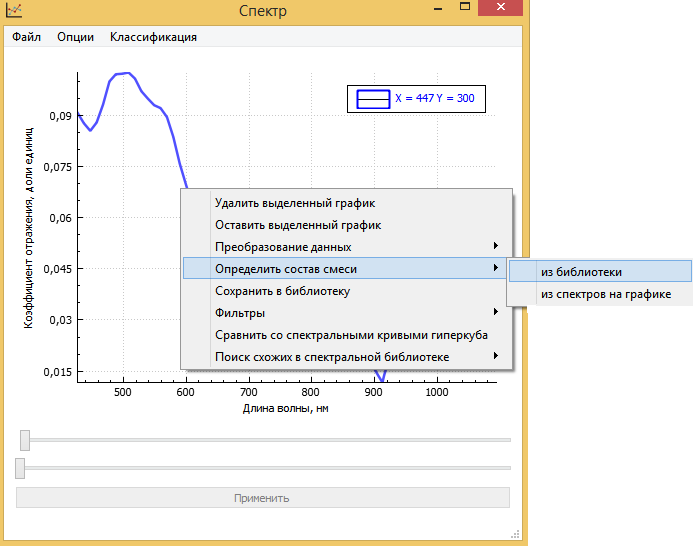 Спектр
Файл Опции Классификация
X = 447 Y = 300
0,09
0,075
0,06
0,045
0,03
0,015
Коэффициент отражения, доли единиц
500 600 700 800 900 1000
Длина волны, нм
Удалить выделенный график
Оставить выделенный график
Преобразование данных
Определить состав смеси
Сохранить в библиотеку
Фильтры
Сравнить со спектральными кривыми гиперкуба
Поиск схожих в спектральной библиотеке
из библиотеки
из спектров на графике
Применить